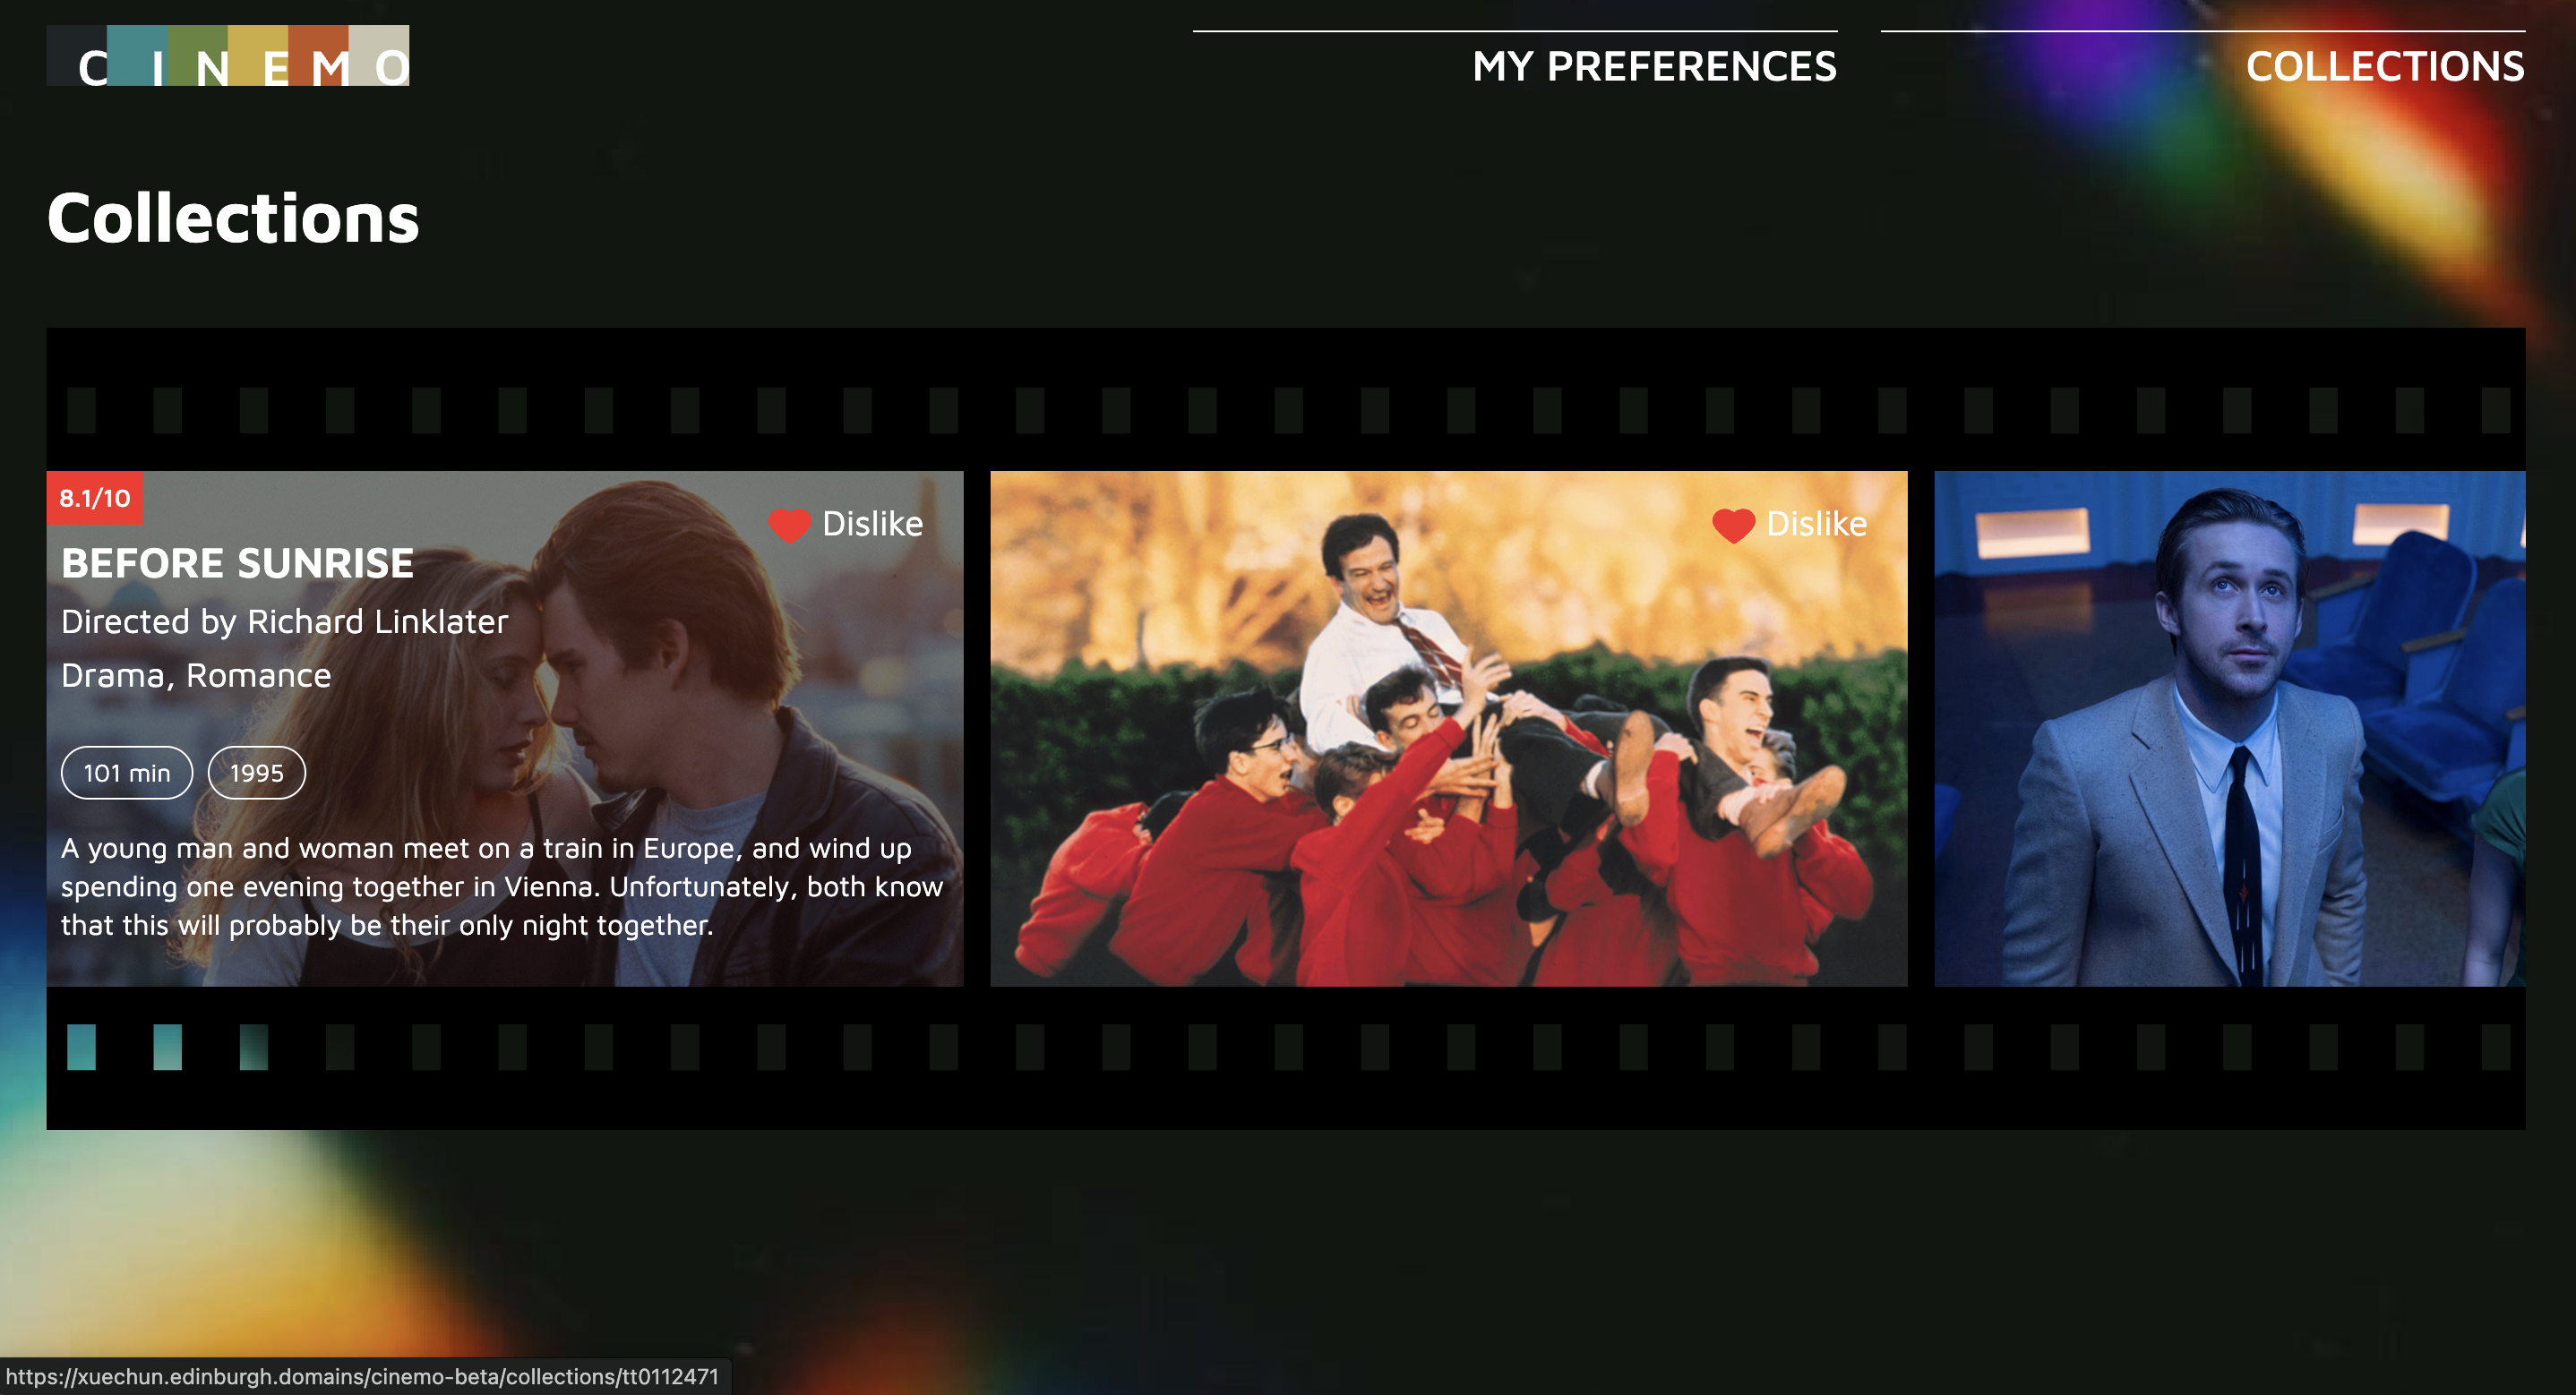 CINEMO
MY PREFERENCES
COLLECTIONS
Collections
8.1/10
Dislike
BEFORE SUNRISE
Directed by Richard Linklater
Drama, Romance
101 min
1995
A young man and woman meet on a train in Europe, and wind up
spending one evening together in Vienna. Unfortunately, both know
that this will probably be their only night together.
Dislike
https://xuechun.edinburgh.domains/cinemo-beta/collections/tt0112471